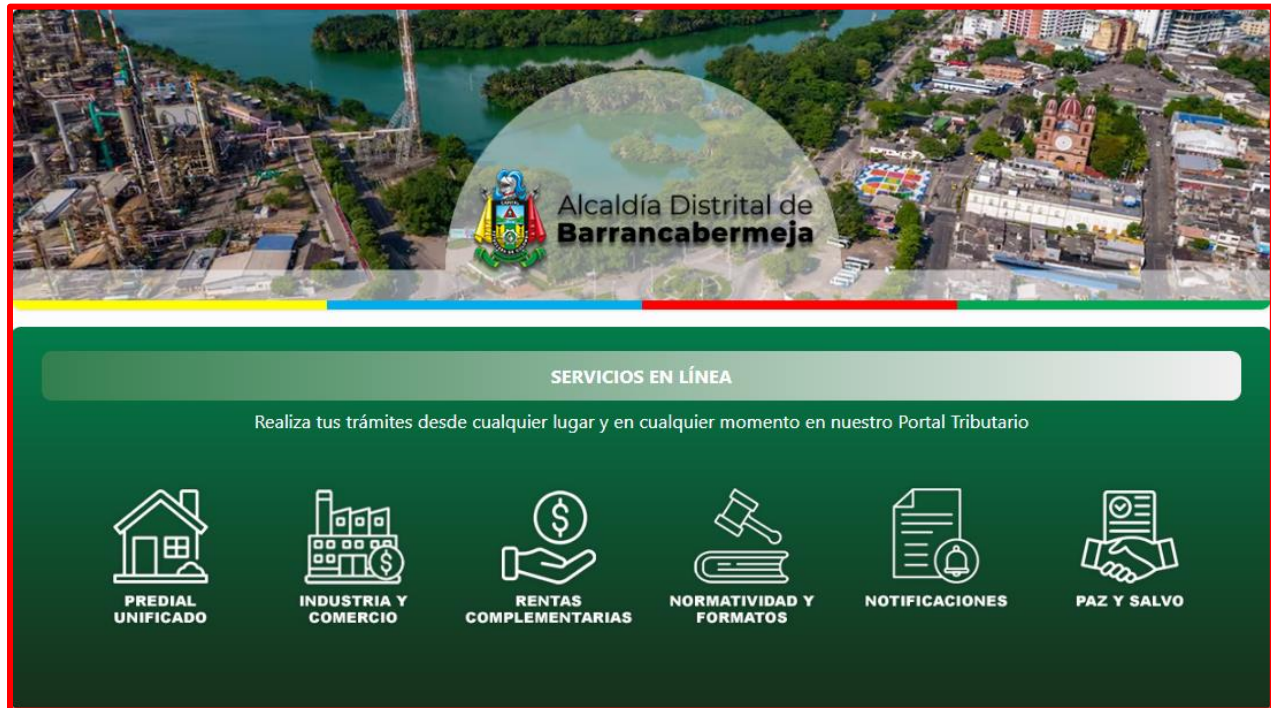 Alcaldía Distrital de
Barrancabermeja
SERVICIOS EN LÍNEA
Realiza tus trámites desde cualquier lugar y en cualquier momento en nuestro Portal Tributario
PREDIAL
UNIFICADO
INDUSTRIA Y
COMERCIO
RENTAS
COMPLEMENTARIAS
NORMATIVIDAD Y
FORMATOS
NOTIFICACIONES
PAZ Y SALVO